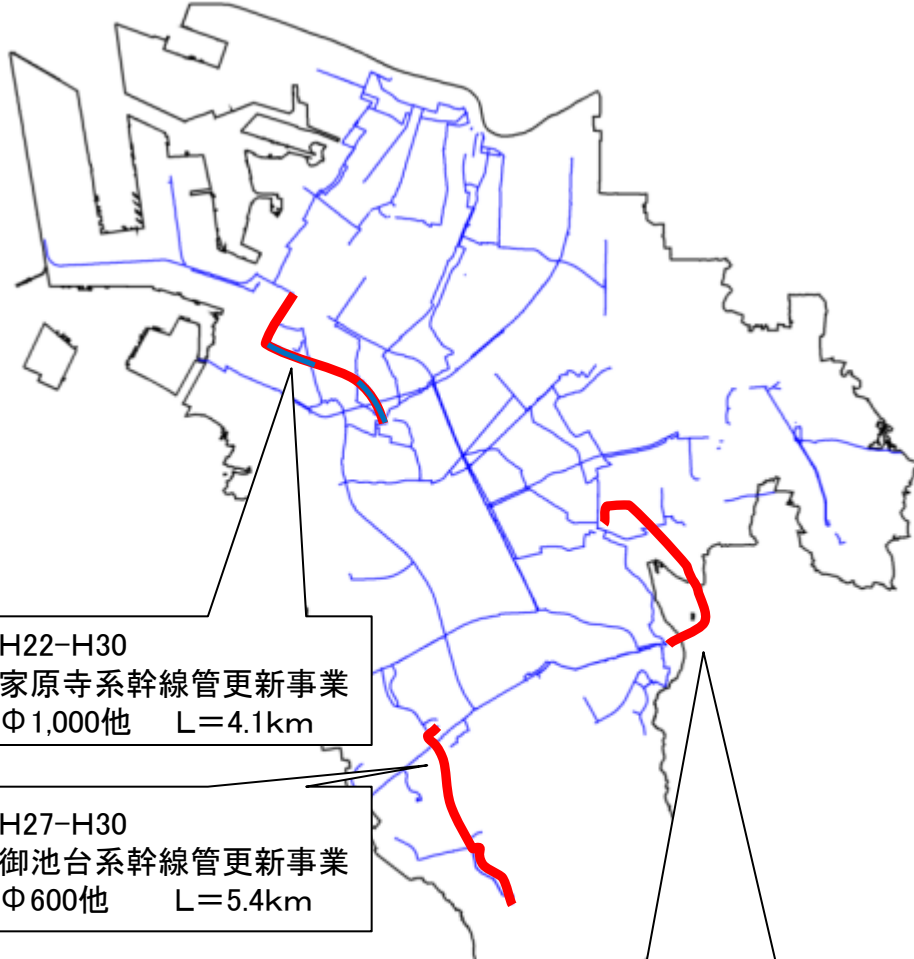 H22-H30
家原寺系幹線管更新事業
Φ1,000他 L=4.1km
H27-H30
御池台系幹線管更新事業
Φ600他 L=5.4km